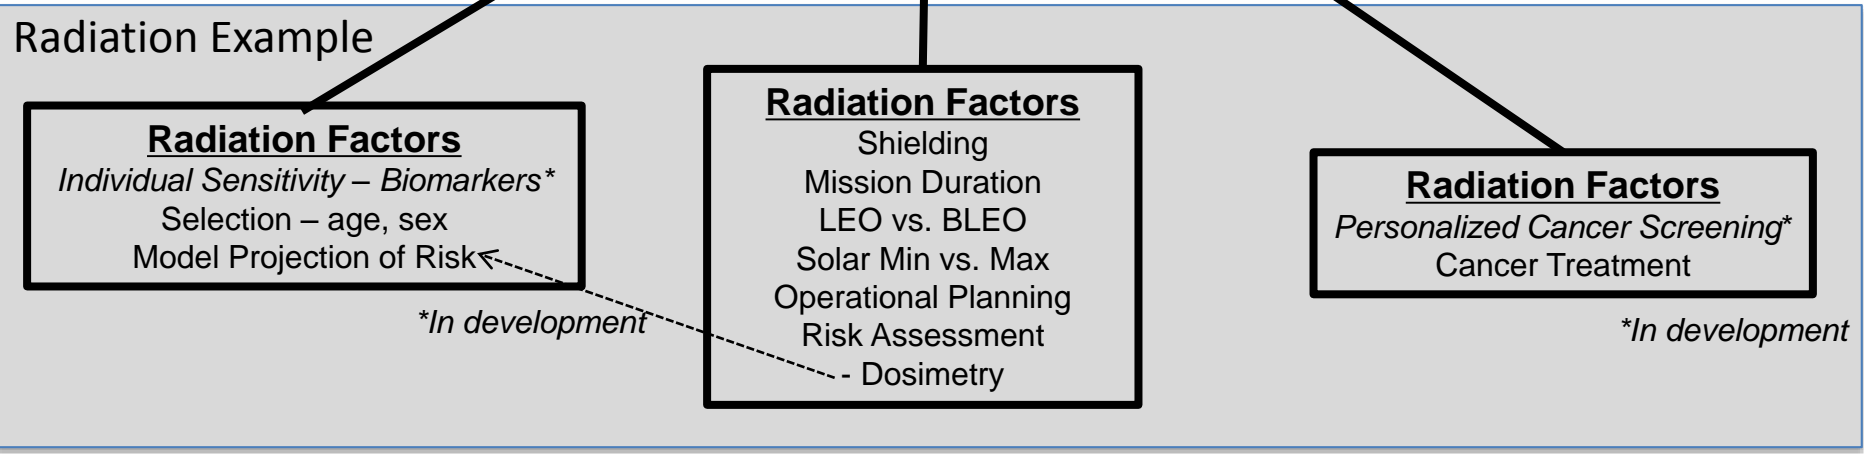 Radiation Example
Radiation Factors
Individual Sensitivity – Biomarkers*
Selection – age, sex
Model Projection of Risk
*In development
Radiation Factors
Shielding
Mission Duration
LEO vs. BLEO
Solar Min vs. Max
Operational Planning
Risk Assessment
- Dosimetry
Radiation Factors
Personalized Cancer Screening*
Cancer Treatment
*In development